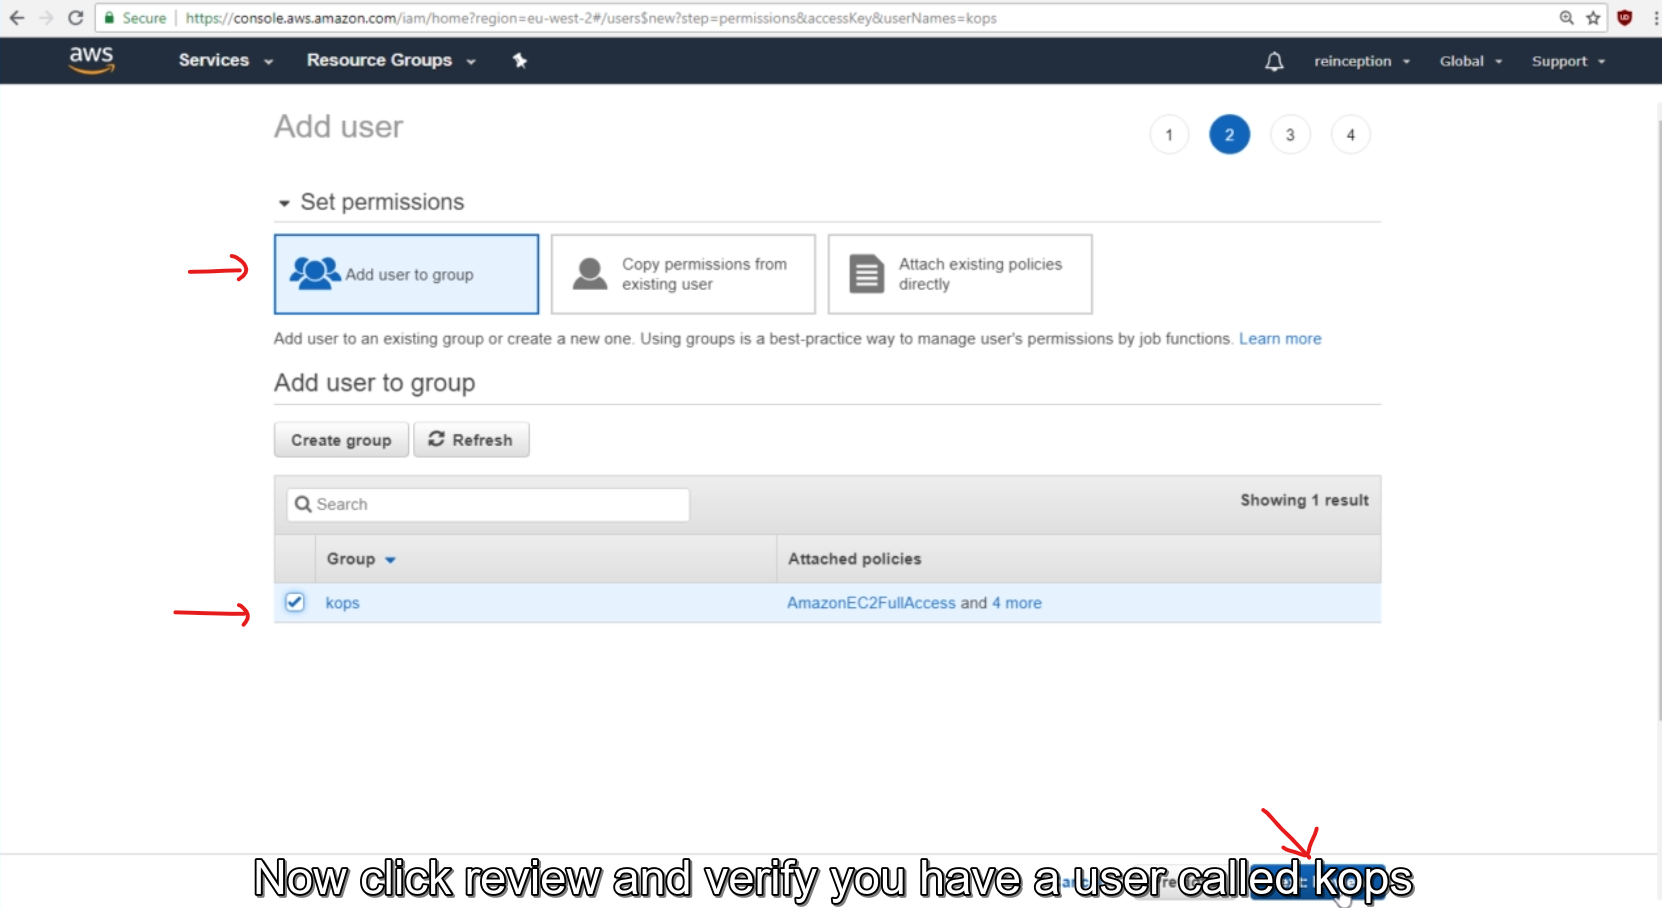 Secure | https://console.aws.amazon.com/iam/home?region=eu-west-2#/users$new?step=permissions&accessKey&userNames=kops
aws Services Resource Groups reinception Global Support
Add user 1 2 3 4
Set permissions
Add user to group
Copy permissions from
existing user
Attach existing policies
directly
Add user to an existing group or create a new one. Using groups is a best-practice way to manage user's permissions by job functions. Learn more
Add user to group
Create group Refresh
Search Showing 1 result
Group Attached policies
kops AmazonEC2FullAccess and 4 more
Now click review and verify you have a user called kops